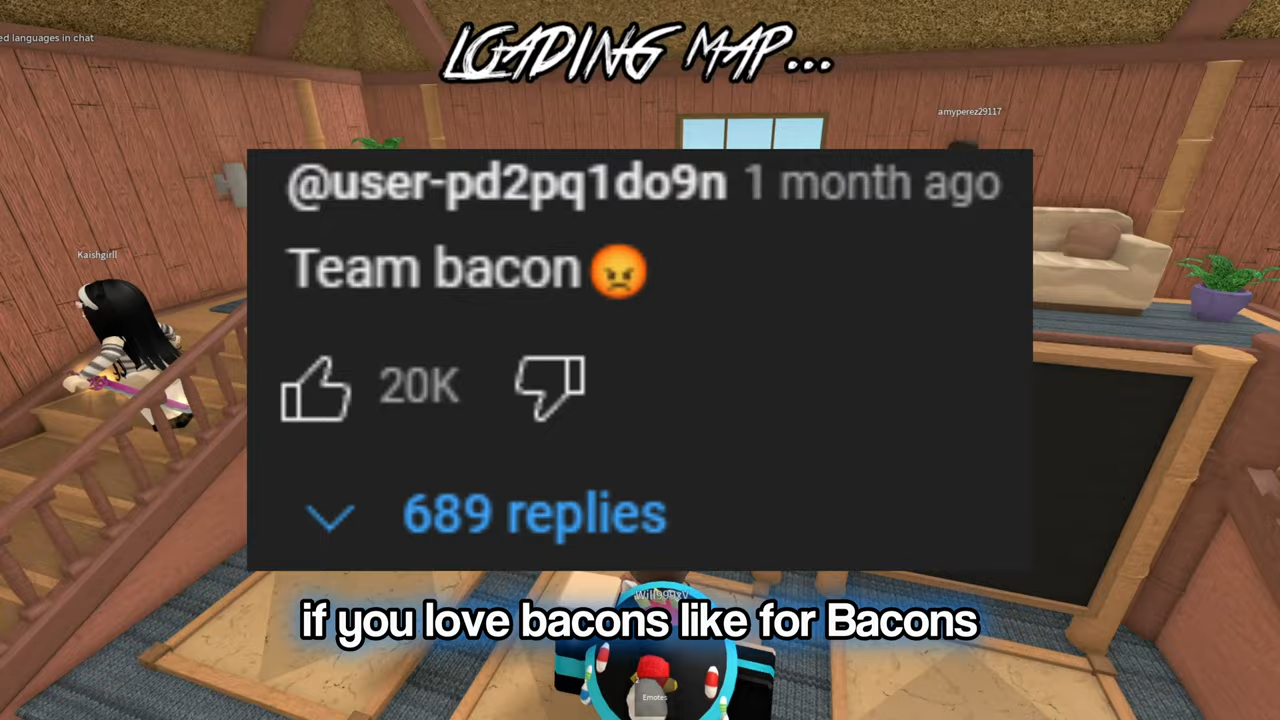 LOADING MAP...
ed languages in chat
amyperez29117
@user-pd2pq1do9n 1 month ago
Team bacon😡
Kaishgirll
20K
689 replies
if you love bacons like for Bacons
Emotes